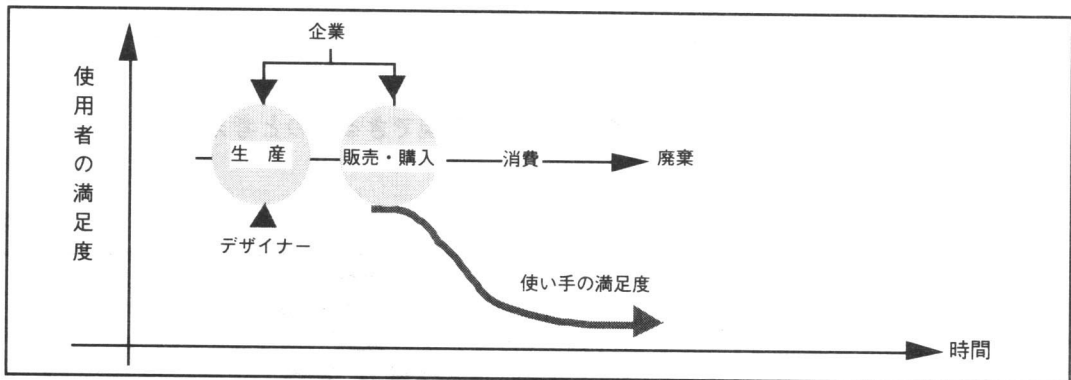 企業
使用者の満足度
生 産
販売・購入
消費
廃棄
デザイナー
使い手の満足度
時間